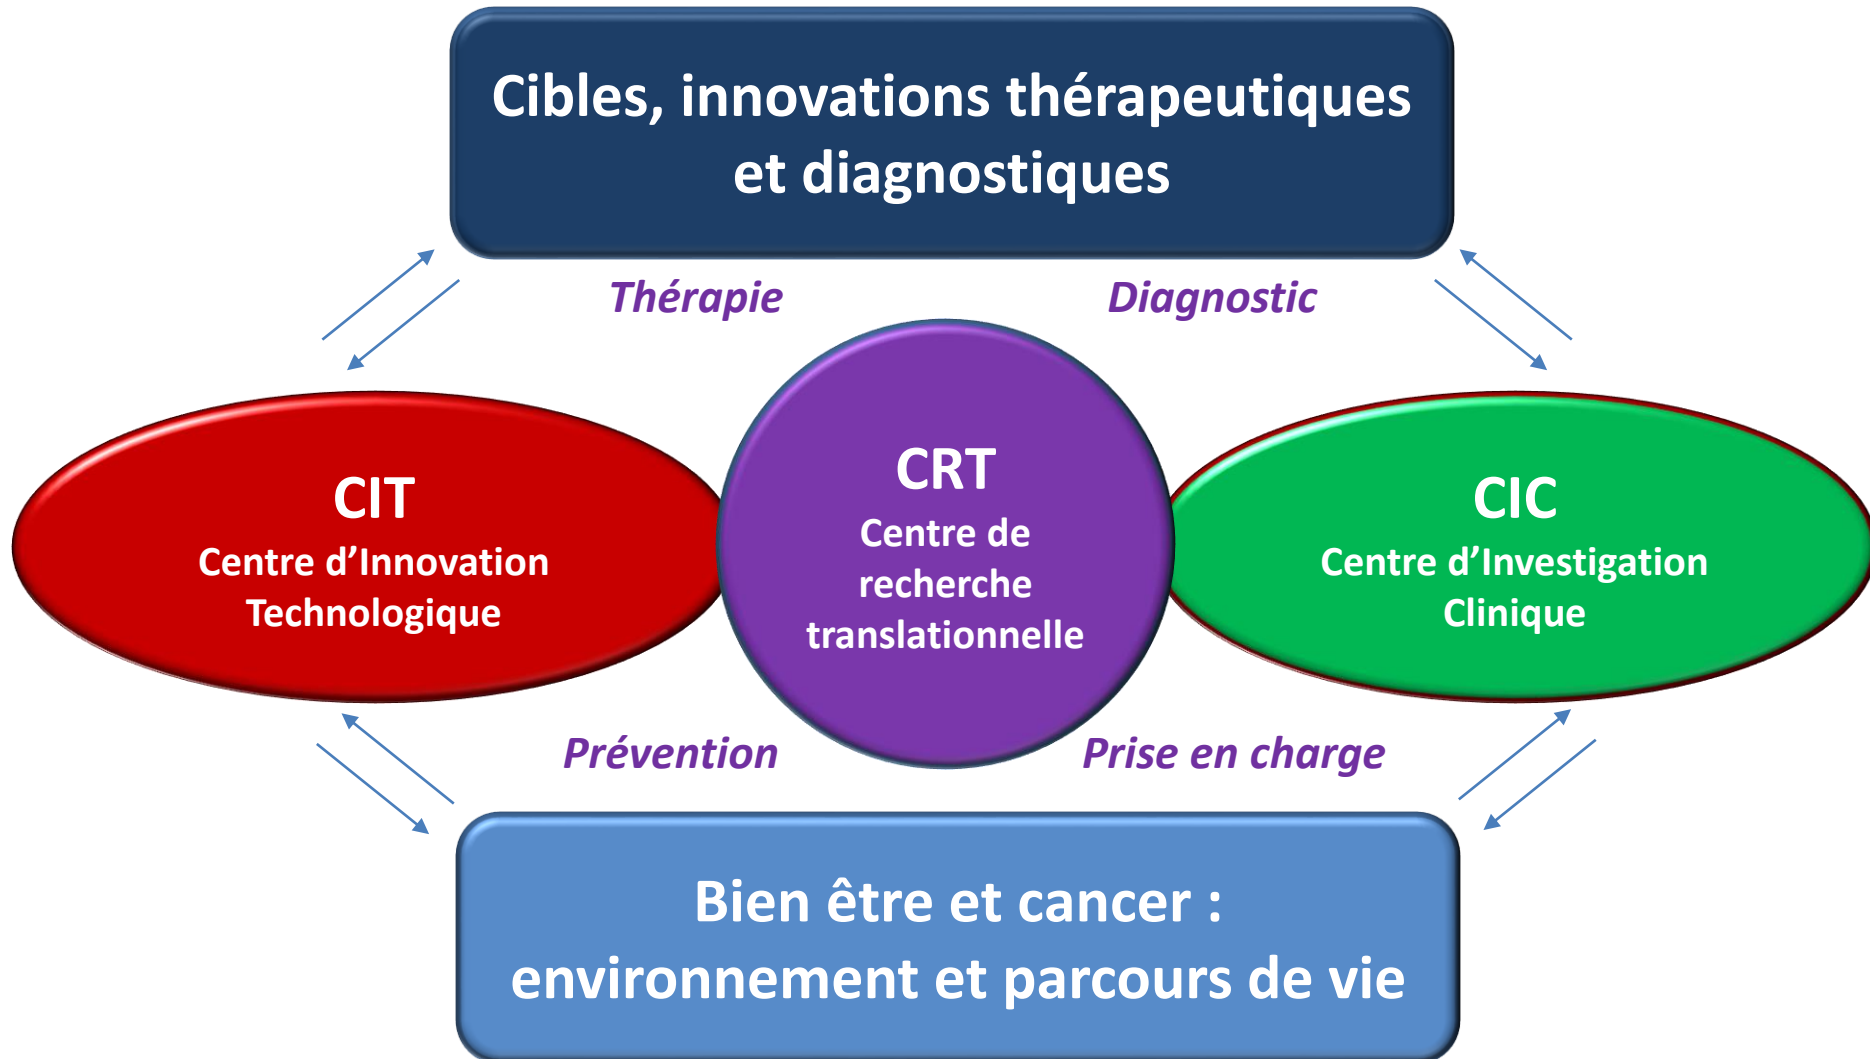 Cibles, innovations thérapeutiques
et diagnostiques
Thérapie
Diagnostic
CIT
Centre d’Innovation
Technologique
CRT
Centre de
recherche
translationnelle
CIC
Centre d’Investigation
Clinique
Prévention
Prise en charge
Bien être et cancer :
environnement et parcours de vie